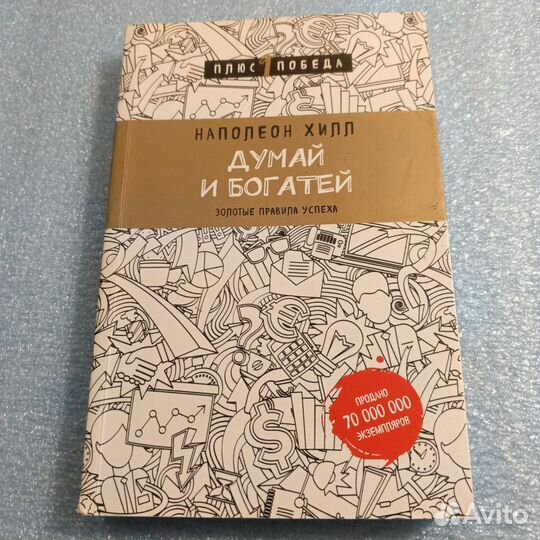 ПЛЮС 1 ПОБЕДА
НАПОЛЕОН ХИЛЛ
ДУМАЙ
И БОГАТЕЙ
ЗОЛОТЫЕ ПРАВИЛА УСПЕХА
ПРОДАНО
70 000 000
ЭКЗЕМПЛЯРОВ
Avito